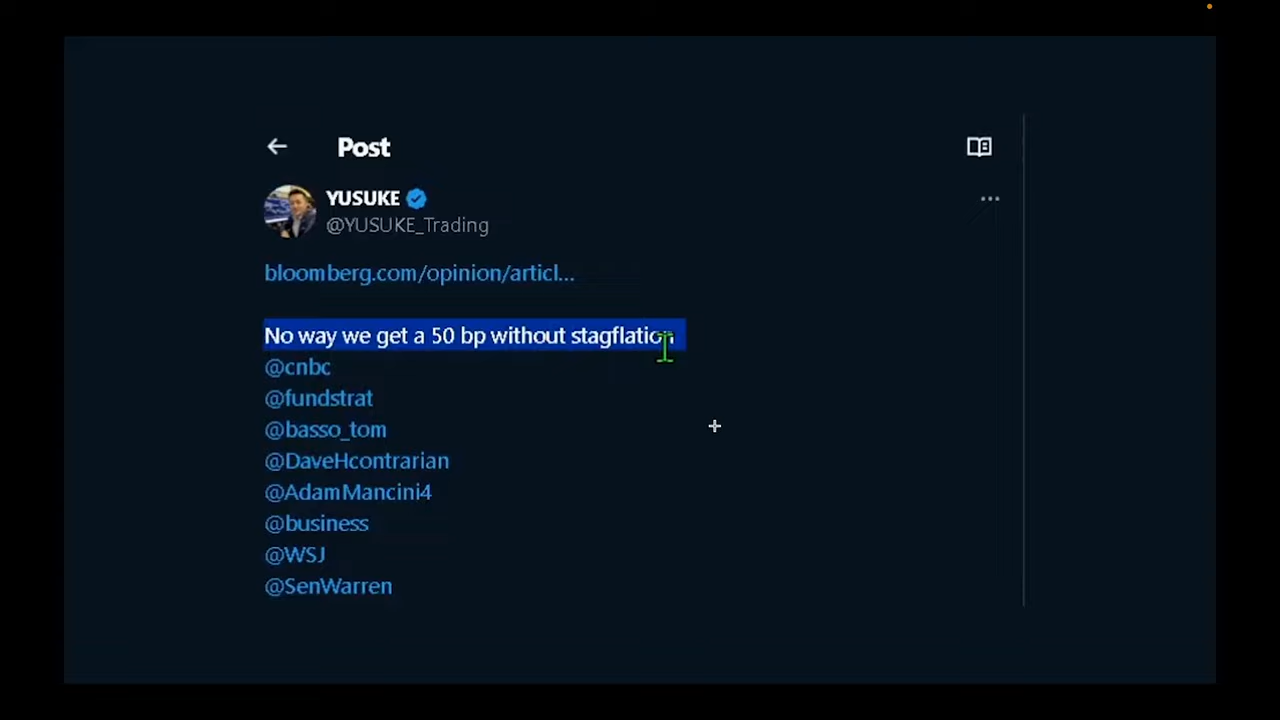 Post
YUSUKE
@YUSUKE_Trading
bloomberg.com/opinion/articl...
No way we get a 50 bp without stagflation
@cnbc
@fundstrat
@basso_tom
@DaveHcontrarian
@AdamMancini4
@business
@WSJ
@SenWarren